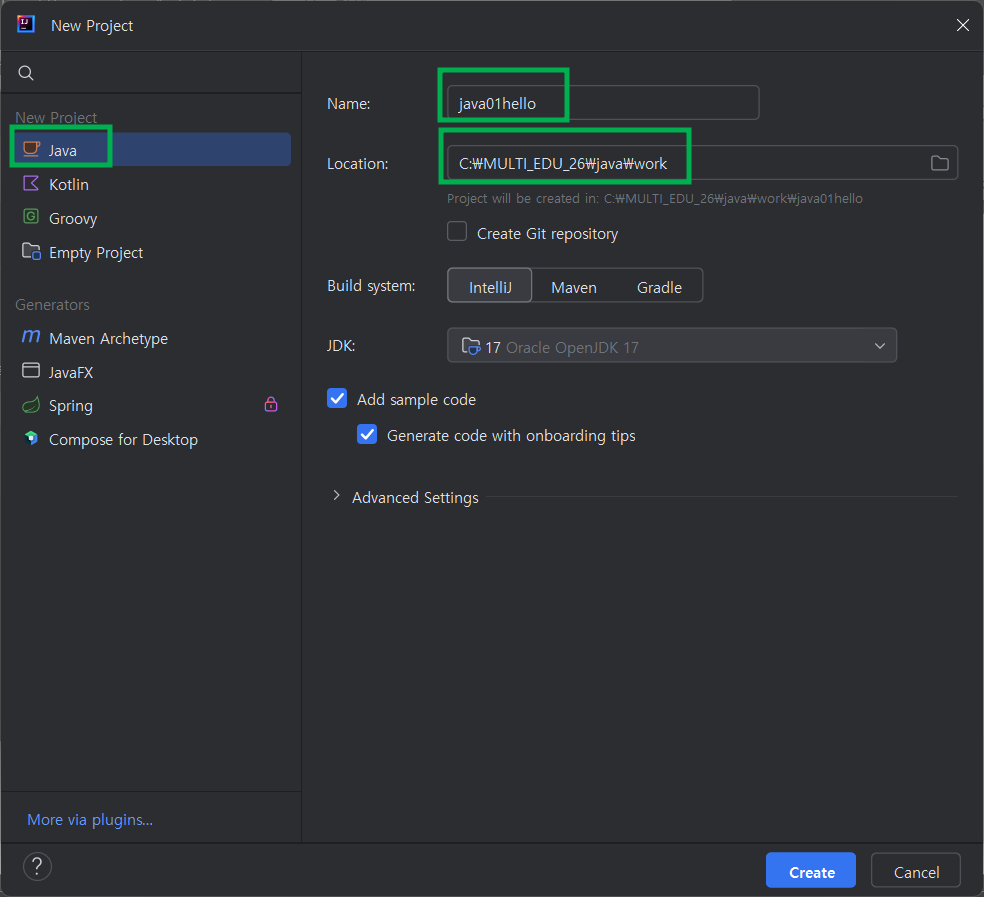 New Project
New Project
Java
Kotlin
Groovy
Empty Project
Generators
Maven Archetype
JavaFX
Spring
Compose for Desktop
More via plugins...
?
Name:
java01hello
Location:
C:₩MULTI_EDU_26₩java₩work
Project will be created in: C:₩MULTI_EDU_26₩java₩work₩java01hello
Create Git repository
Build system:
IntelliJ Maven Gradle
JDK:
17 Oracle OpenJDK 17
Add sample code
Generate code with onboarding tips
Advanced Settings
Create Cancel